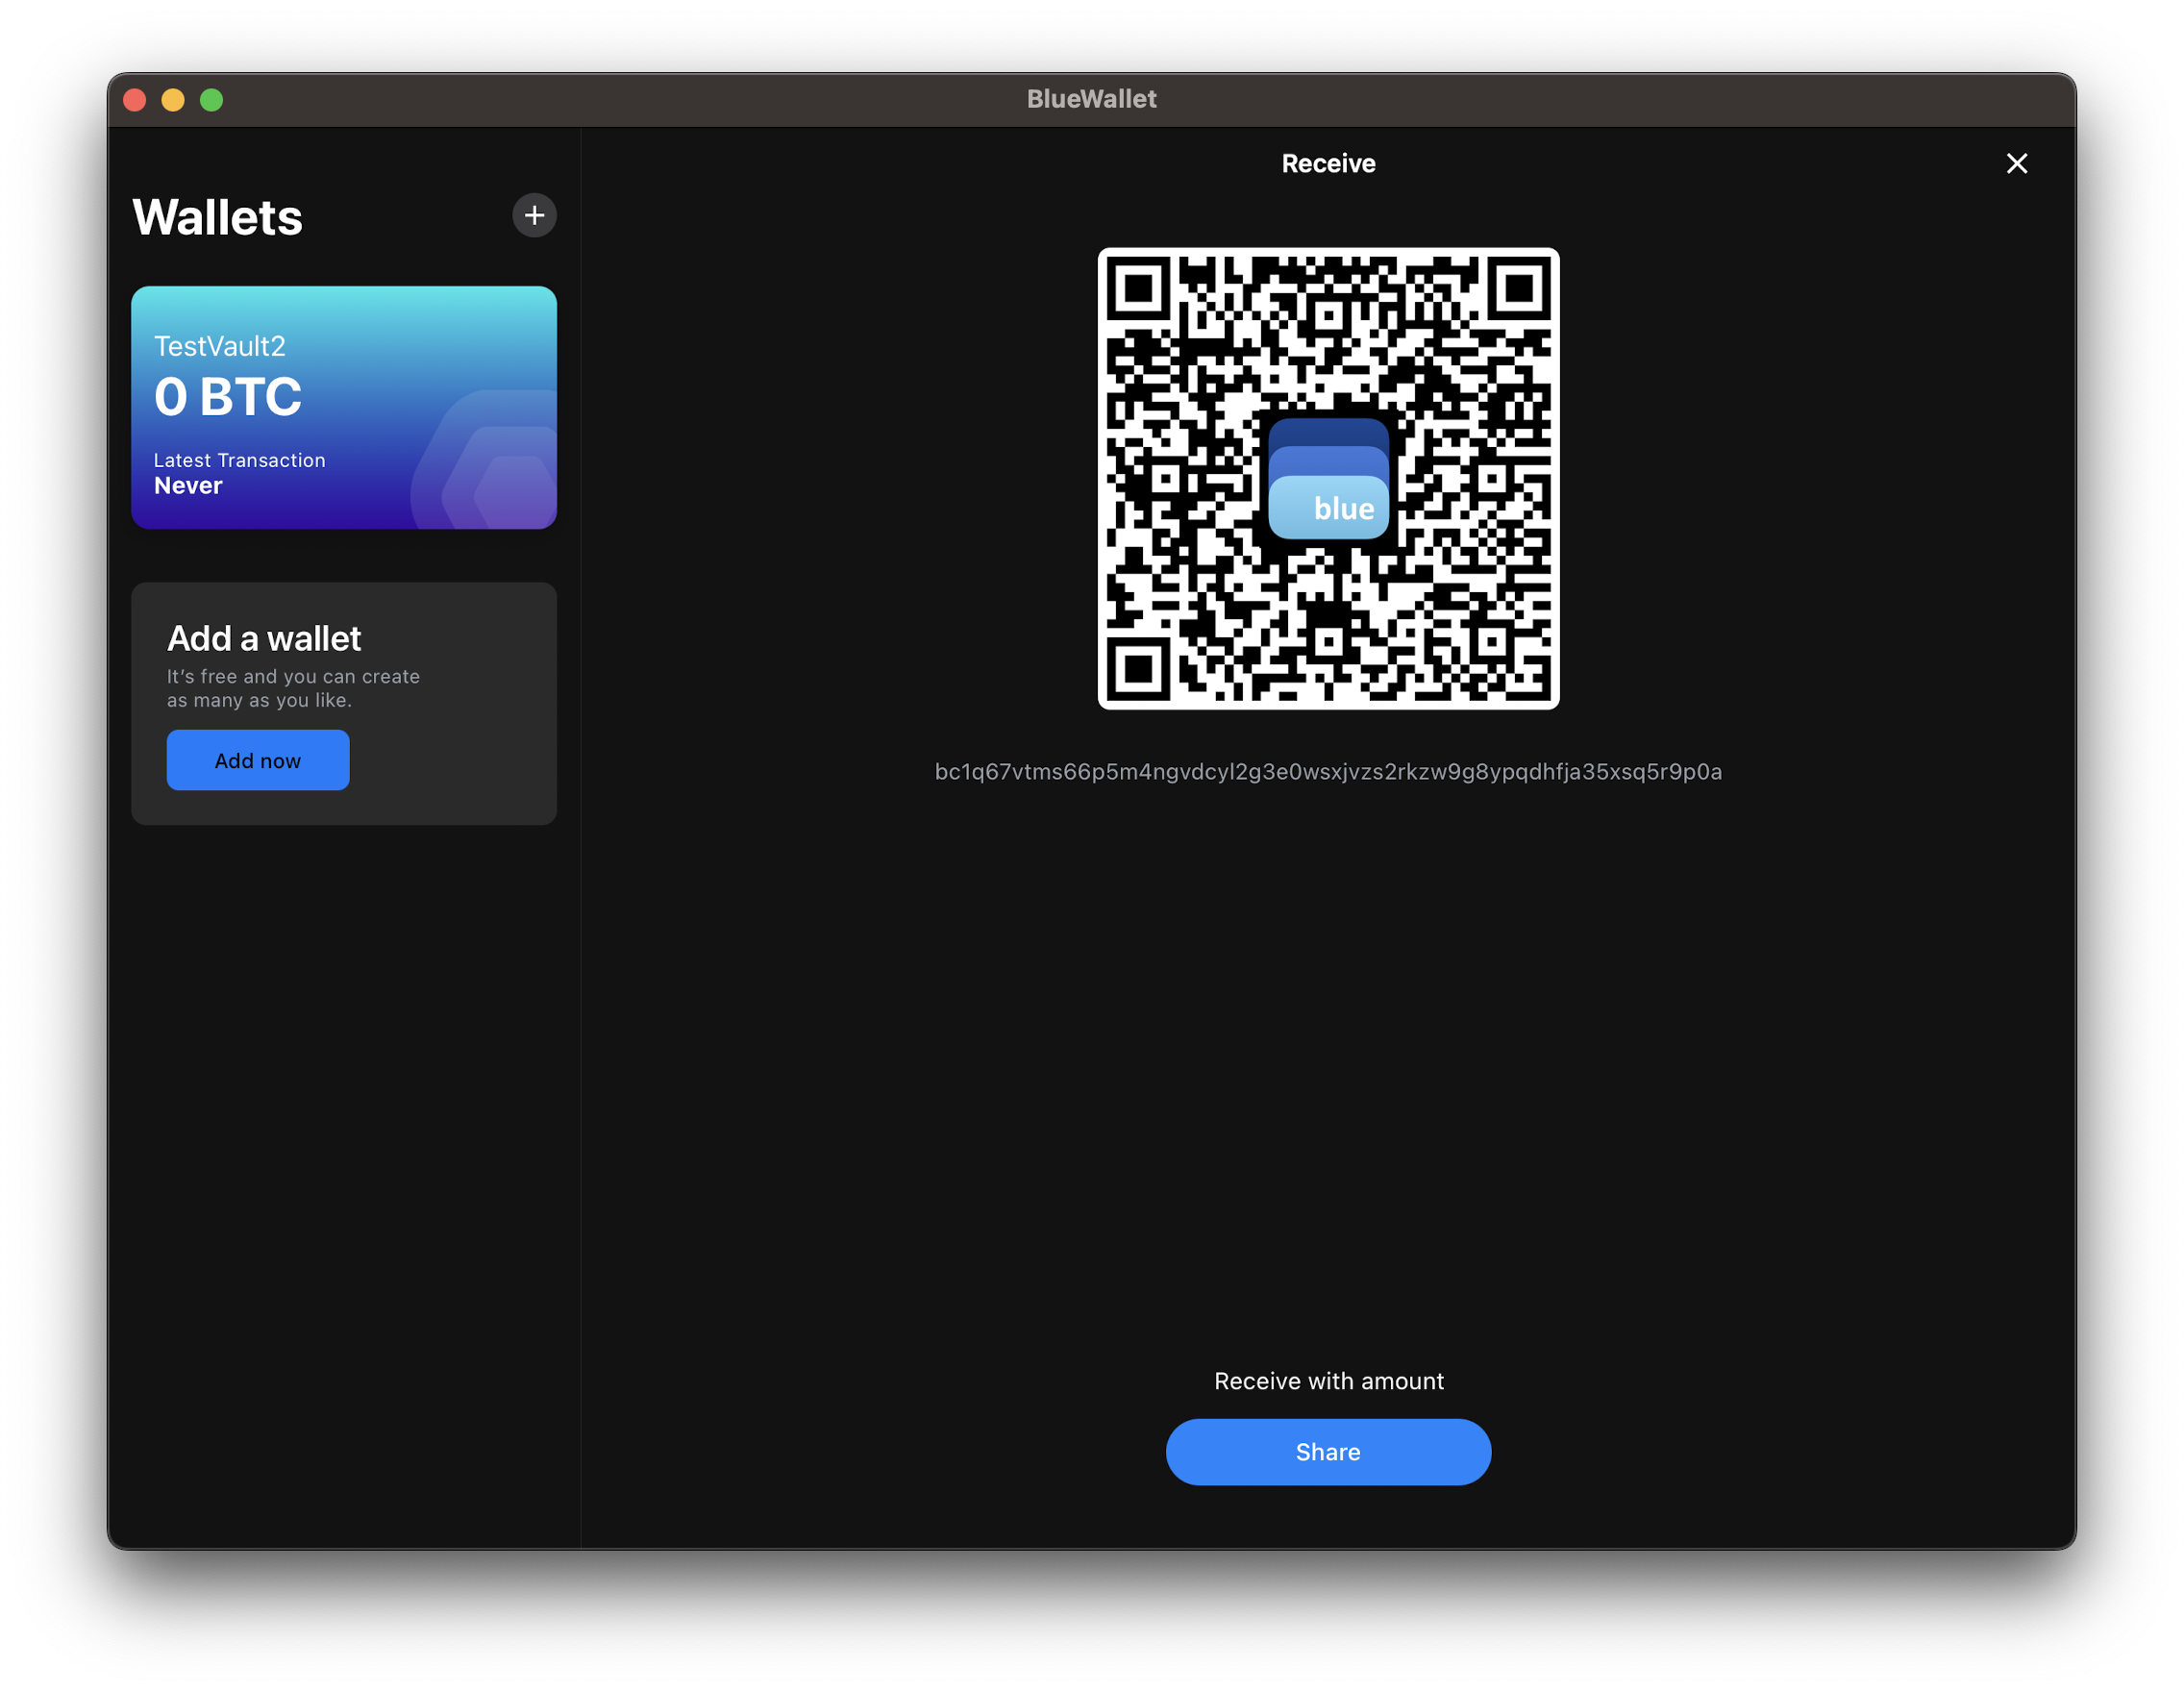 BlueWallet
Receive
Wallets
TestVault2
0 BTC
Latest Transaction
Never
Add a wallet
It's free and you can create
as many as you like.
Add now
blue
bc1q67vtms66p5m4ngvdcyl2g3e0wsxjvzs2rkzw9g8ypqdhfja35xsq5r9p0a
Receive with amount
Share